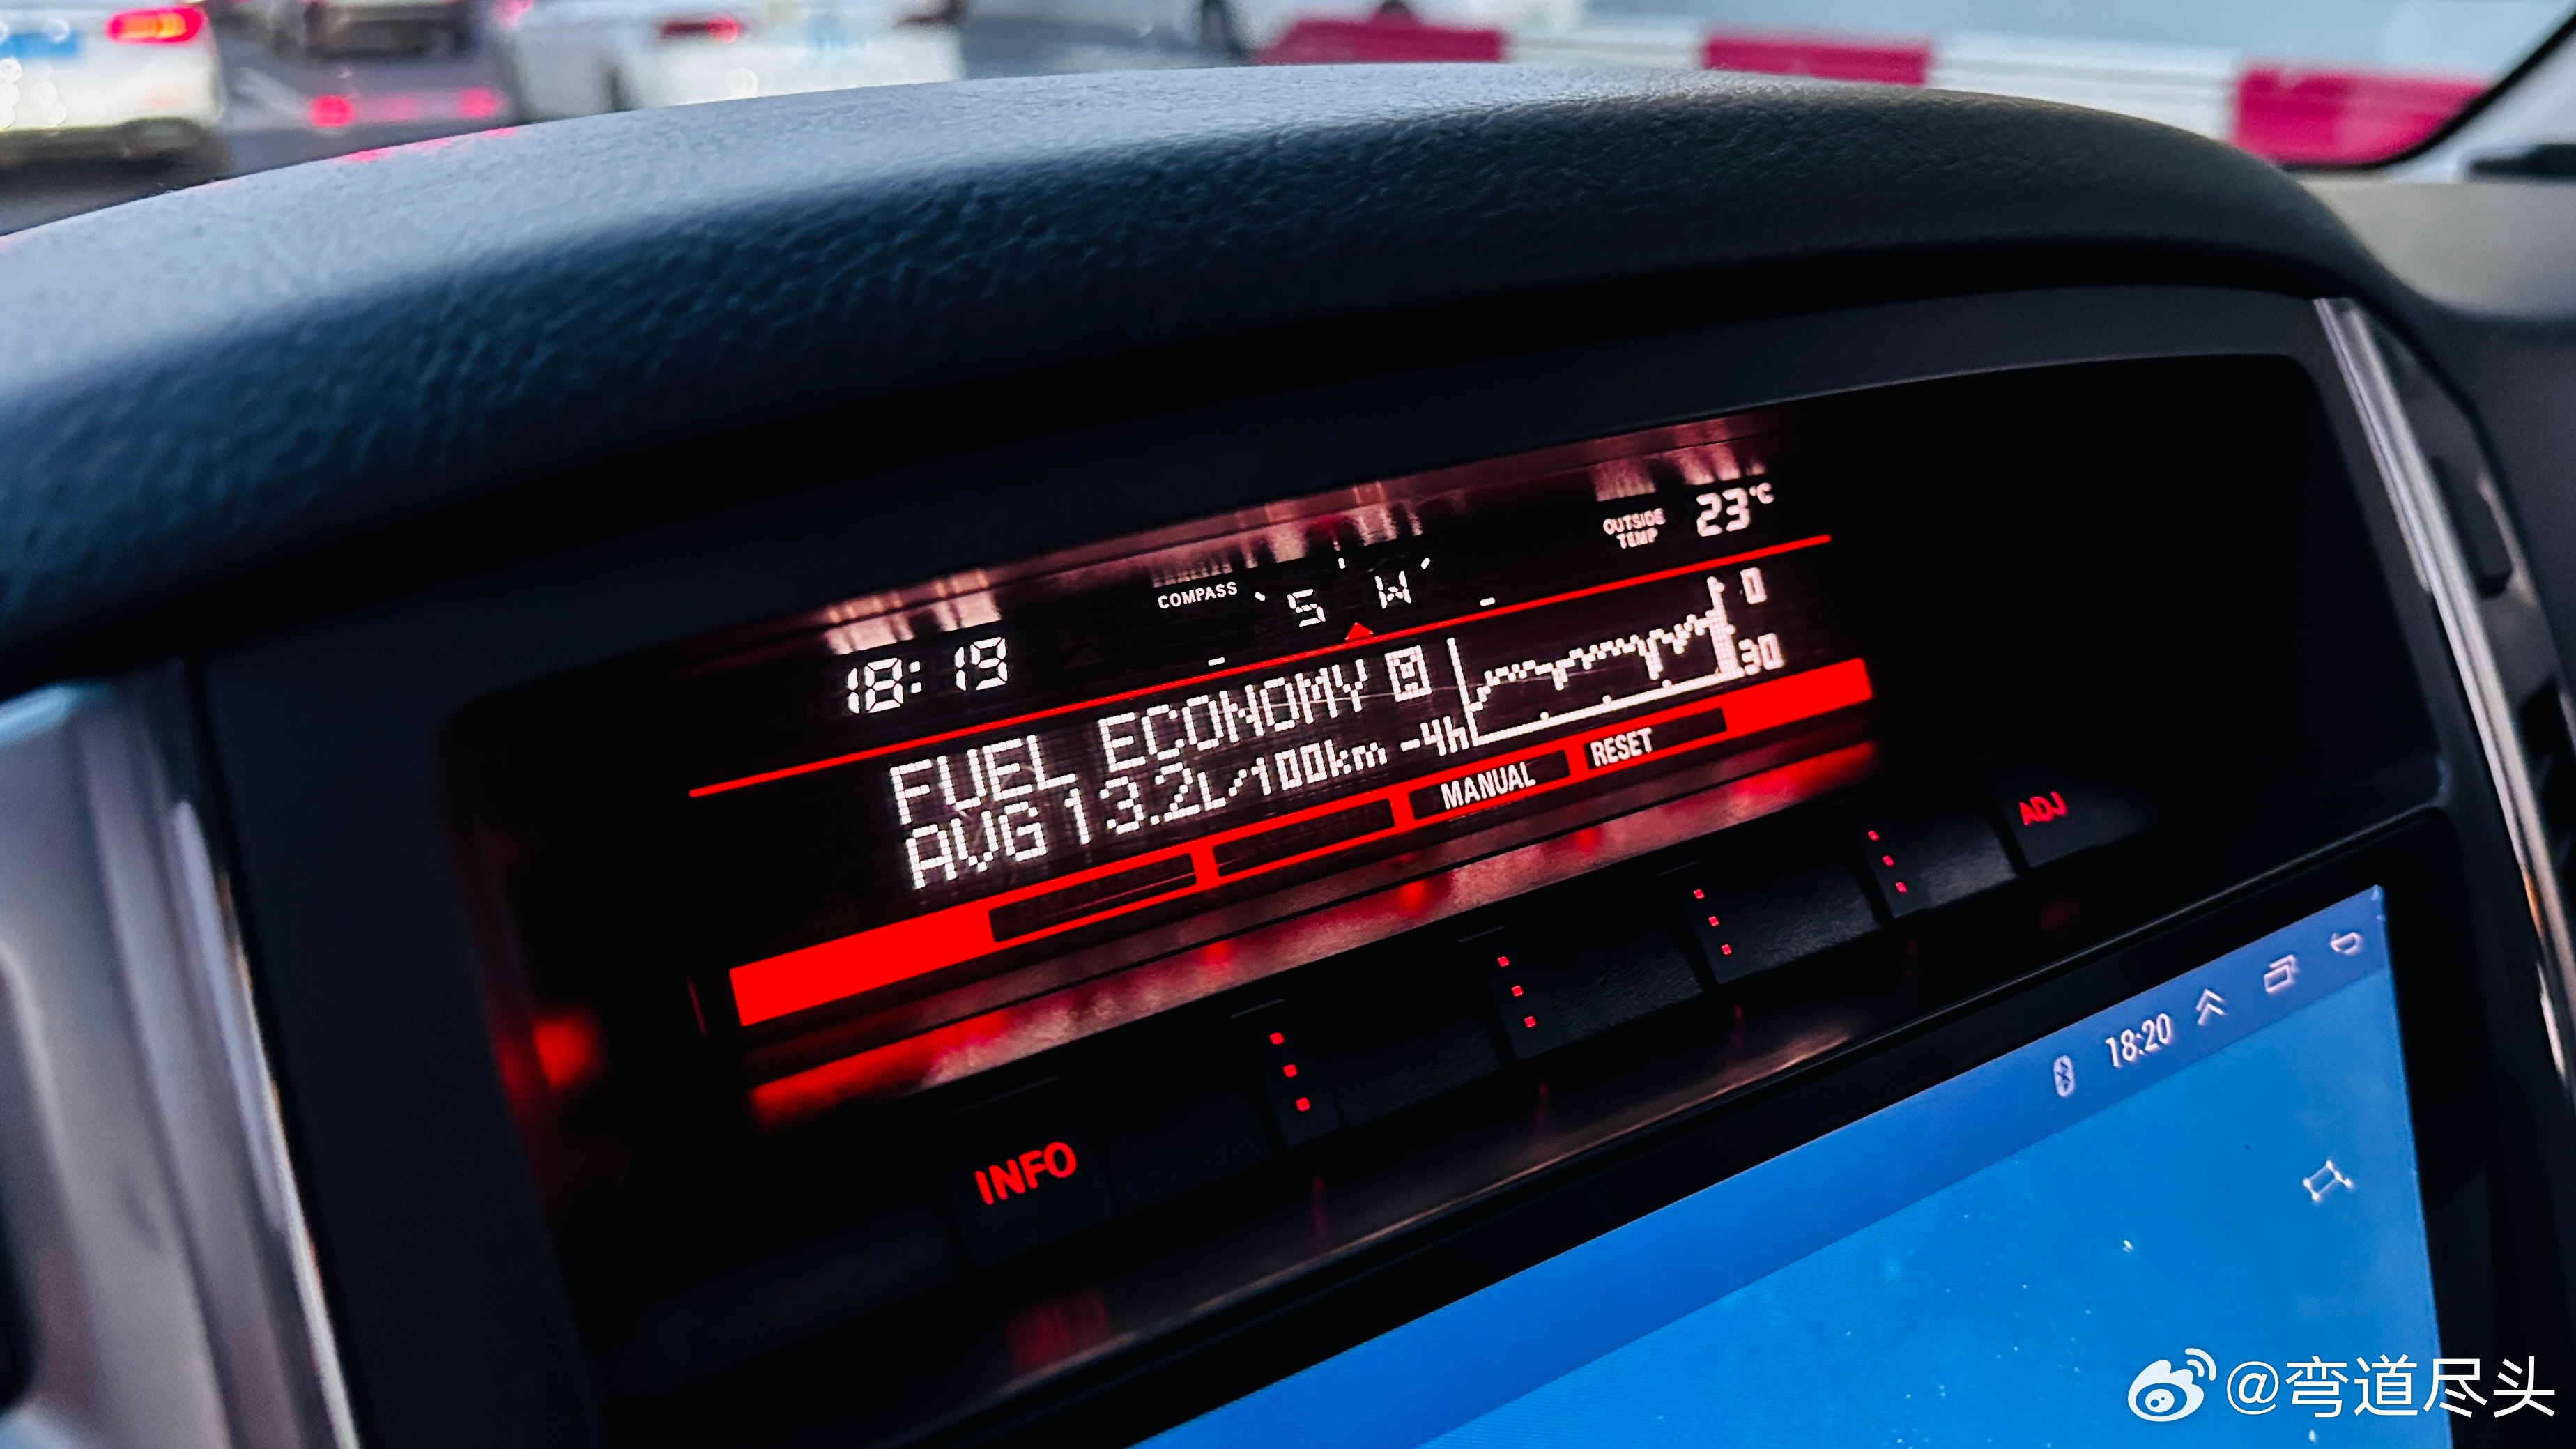 18:19
COMPASS
S W
OUTSIDE
TEMP
23°C
FUEL ECONOMY
AVG 13.2L/100km
-4h
0
30
MANUAL
RESET
INFO
ADJ
18:20
@弯道尽头